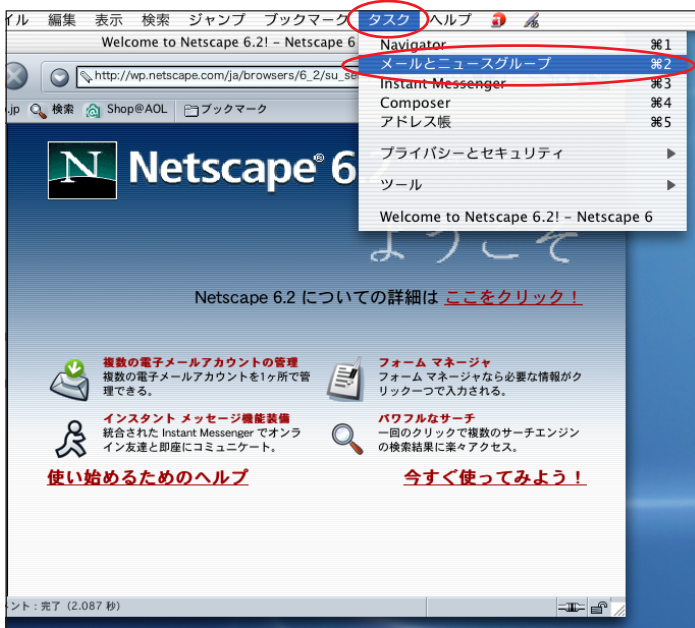 イル 編集 表示 検索 ジャンプ ブックマーク タスク ヘルプ
Welcome to Netscape 6.2! – Netscape 6
Navigator ⌘1
メールとニュースグループ ⌘2
Instant Messenger ⌘3
Composer ⌘4
アドレス帳 ⌘5
プライバシーとセキュリティ
ツール
Welcome to Netscape 6.2! – Netscape 6
http://wp.netscape.com/ja/browsers/6_2/su_se
.jp 検索 Shop@AOL ブックマーク
N Netscape® 6.2
ようこそ
Netscape 6.2 についての詳細は ここをクリック！
複数の電子メールアカウントの管理
複数の電子メールアカウントを1ヶ所で管
理できる。
フォーム マネージャ
フォーム マネージャなら必要な情報がク
リック一つで入力される。
インスタント メッセージ機能装備
統合された Instant Messenger でオンラ
イン友達と即座にコミュニケート。
パワフルなサーチ
一回のクリックで複数のサーチエンジン
の検索結果に楽々アクセス。
使い始めるためのヘルプ
今すぐ使ってみよう！
ント：完了 (2.087 秒)